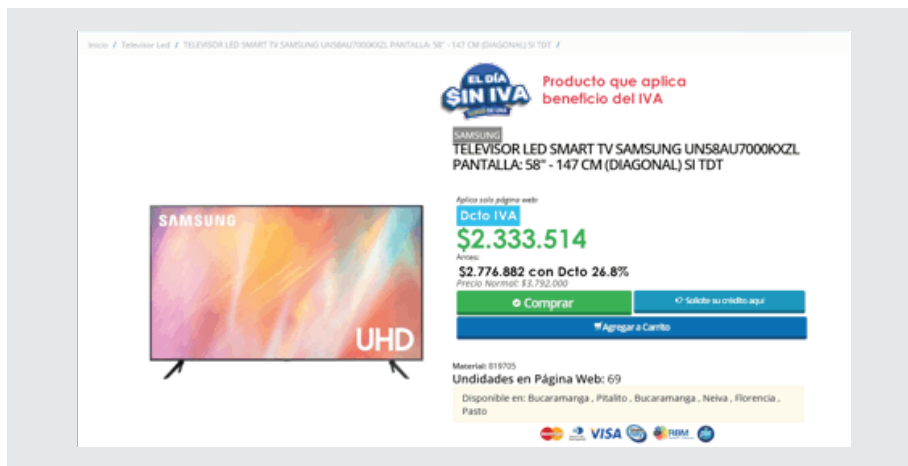 Inicio / Televisor Led / TELEVISOR LED SMART TV SAMSUNG UN58AU7000KXZL PANTALLA: 58" - 147 CM (DIAGONAL) SI TDT /
EL DÍA
SIN IVA
Producto que aplica
beneficio del IVA
SAMSUNG
TELEVISOR LED SMART TV SAMSUNG UN58AU7000KXZL
PANTALLA: 58" - 147 CM (DIAGONAL) SI TDT
Aplica solo página web:
Dcto IVA
$2.333.514
Antes:
$2.776.882 con Dcto 26.8%
Precio Normal: $3.792.000
Comprar
Solicite su crédito aquí
Agregar a Carrito
SAMSUNG
UHD
Material: 819705
Undidades en Página Web: 69
Disponible en: Bucaramanga , Pitalito , Bucaramanga , Neiva , Florencia ,
Pasto
VISA
RBM